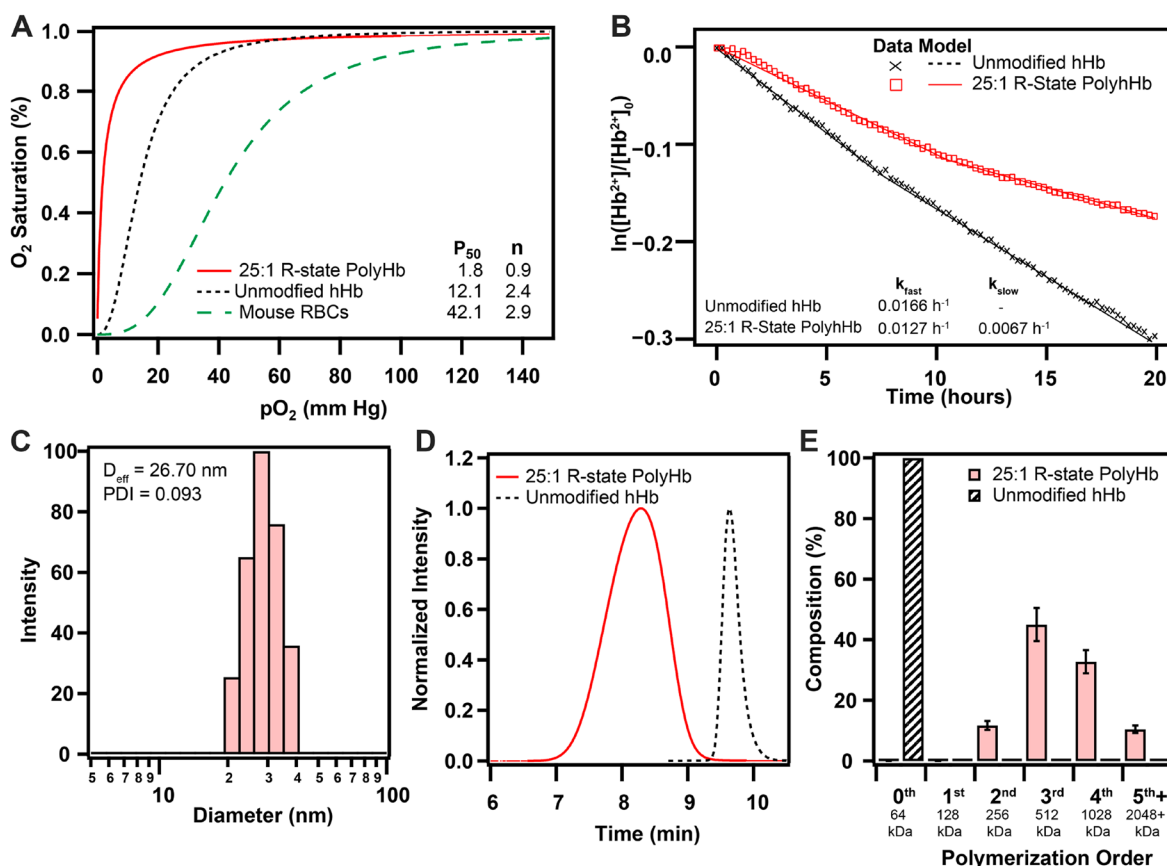 A
1.0
0.8
0.6
0.4
0.2
0.0
O₂ Saturation (%)
P₅₀ n
25:1 R-state PolyHb 1.8 0.9
Unmodfied hHb 12.1 2.4
Mouse RBCs 42.1 2.9
0 20 40 60 80 100 120 140
pO₂ (mm Hg)
B
0.0
−0.1
−0.2
−0.3
ln([Hb²⁺]/[Hb²⁺]₀)
Data Model
Unmodified hHb
25:1 R-State PolyhHb
k_fast k_slow
Unmodified hHb 0.0166 h⁻¹ -
25:1 R-State PolyhHb 0.0127 h⁻¹ 0.0067 h⁻¹
0 5 10 15 20
Time (hours)
C
100
80
60
40
20
0
Intensity
D_eff = 26.70 nm
PDI = 0.093
5 6 7 8 9 2 3 4 5 6 7 8 9
10 100
Diameter (nm)
D
1.2
1.0
0.8
0.6
0.4
0.2
0.0
Normalized Intensity
25:1 R-state PolyHb
Unmodified hHb
6 7 8 9 10
Time (min)
E
100
80
60
40
20
0
Composition (%)
25:1 R-state PolyHb
Unmodified hHb
0ᵗʰ 1ˢᵗ 2ⁿᵈ 3ʳᵈ 4ᵗʰ 5ᵗʰ+
64 128 256 512 1028 2048+
kDa kDa kDa kDa kDa kDa
Polymerization Order